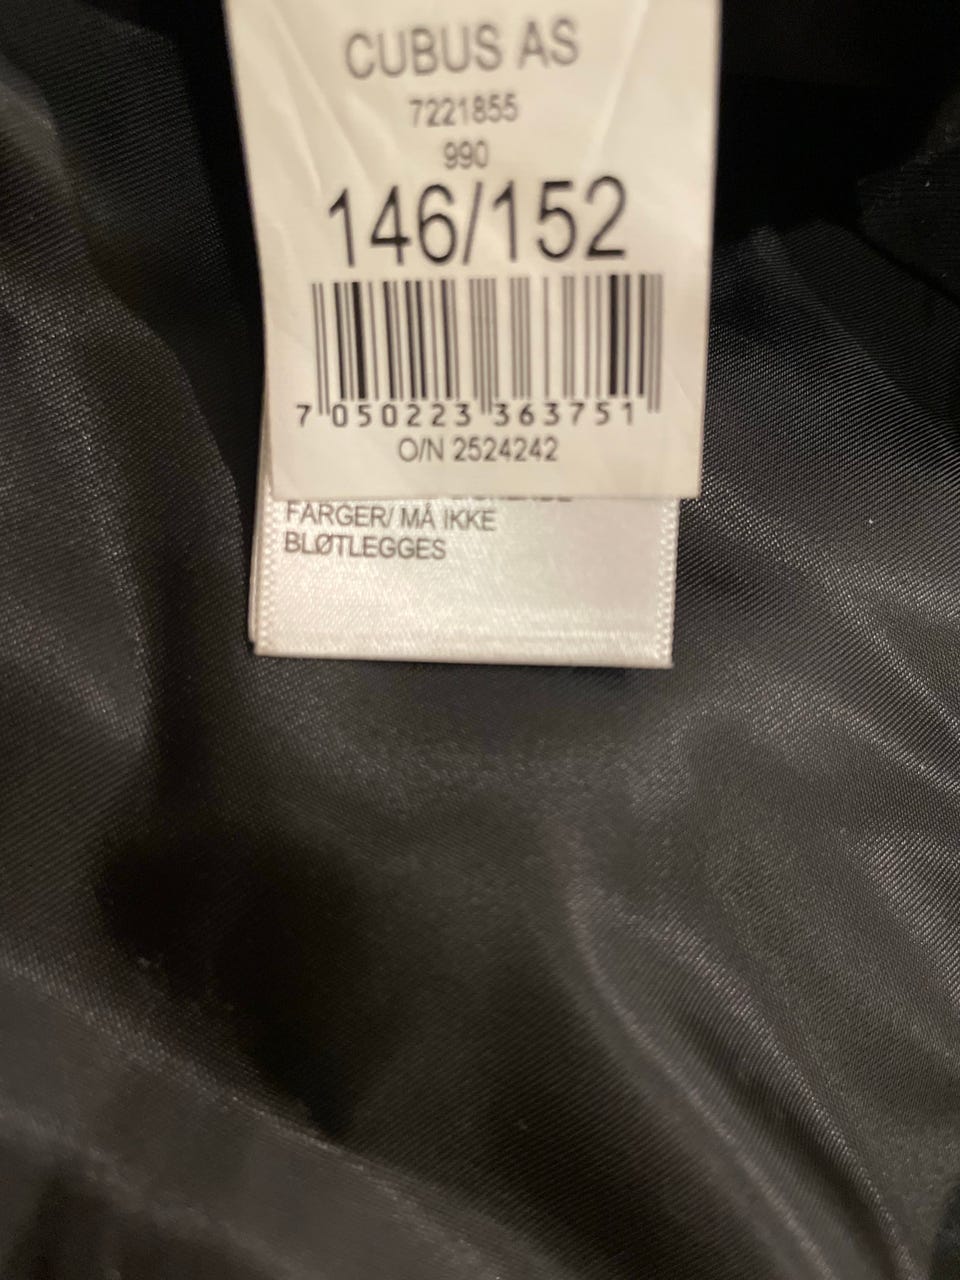 CUBUS AS
7221855
990
146/152
7 050223 363751
O/N 2524242
FARGER/ MÅ IKKE
BLØTLEGGES